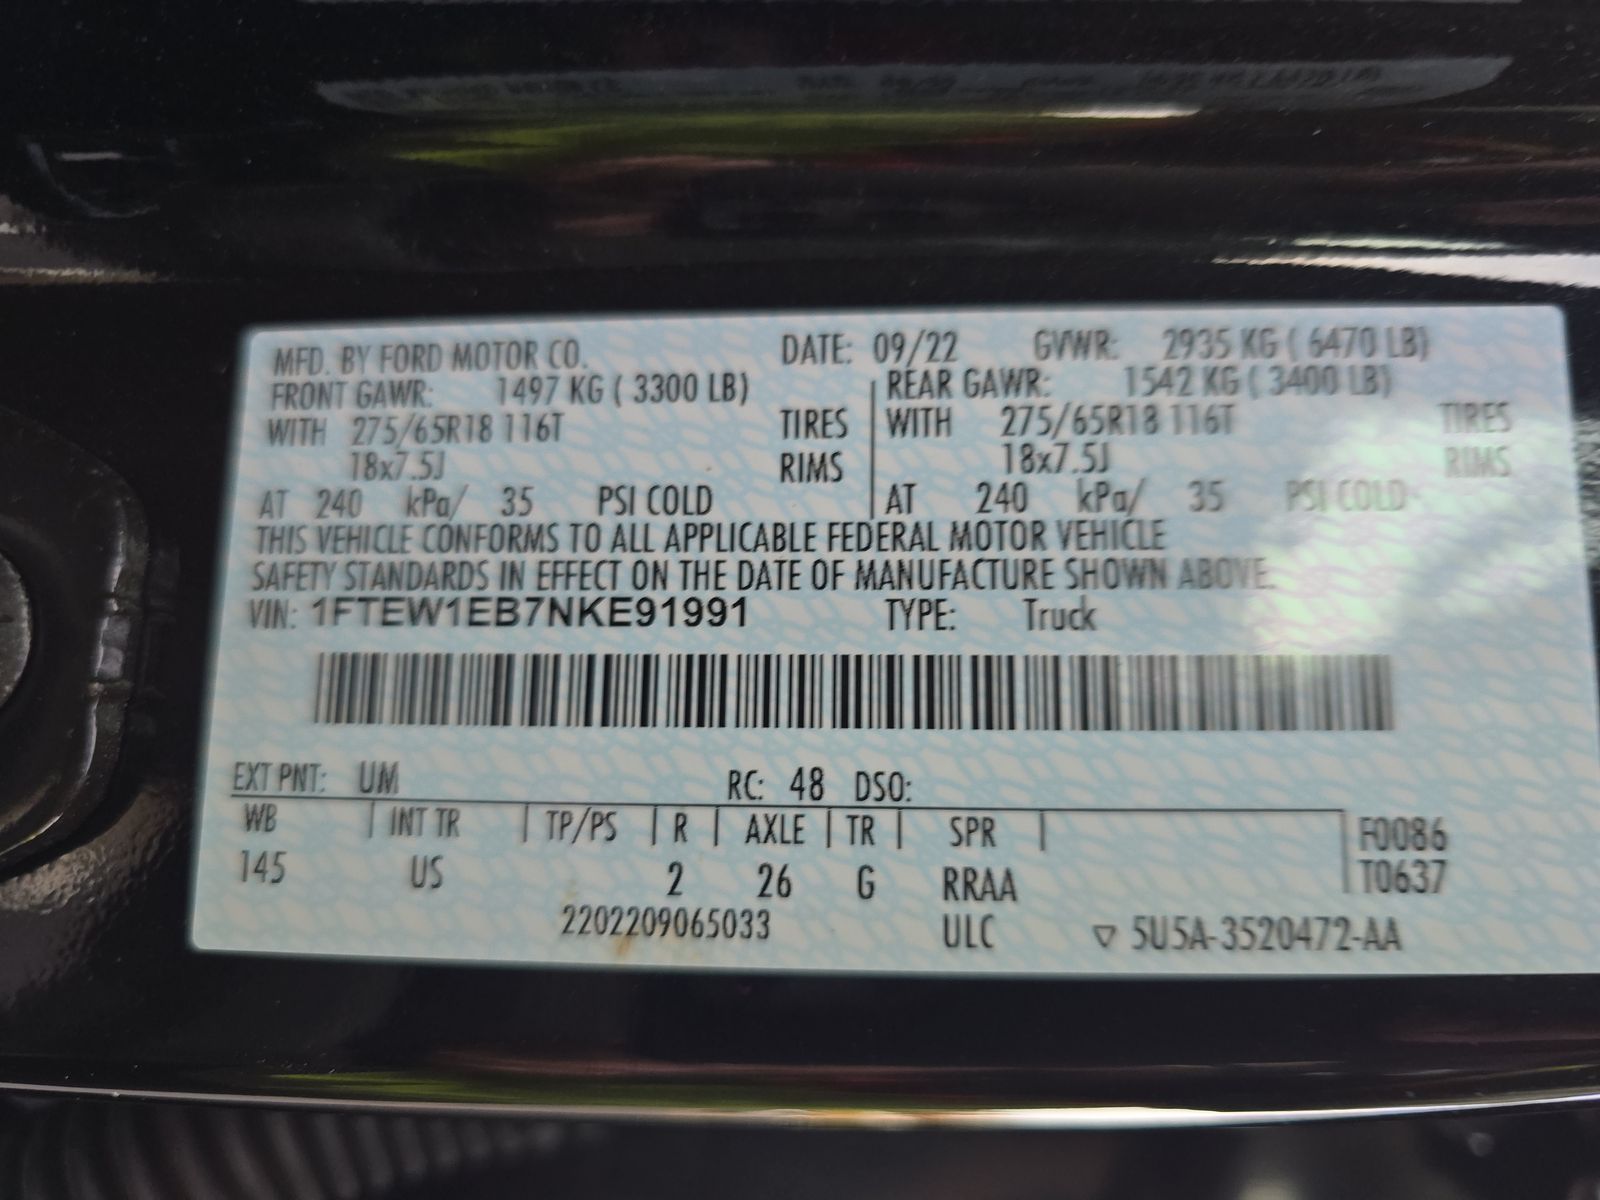 MFD. BY FORD MOTOR CO. DATE: 09/22 GVWR: 2935 KG ( 6470 LB)
FRONT GAWR: 1497 KG ( 3300 LB) REAR GAWR: 1542 KG ( 3400 LB)
WITH 275/65R18 116T TIRES WITH 275/65R18 116T TIRES
18x7.5J RIMS 18x7.5J RIMS
AT 240 kPa/ 35 PSI COLD AT 240 kPa/ 35 PSI COLD
THIS VEHICLE CONFORMS TO ALL APPLICABLE FEDERAL MOTOR VEHICLE
SAFETY STANDARDS IN EFFECT ON THE DATE OF MANUFACTURE SHOWN ABOVE.
VIN: 1FTEW1EB7NKE91991 TYPE: Truck
EXT PNT: UM RC: 48 DSO:
WB INT TR TP/PS R AXLE TR SPR F0086
145 US 2 26 G RRAA T0637
2202209065033 ULC ▽ 5U5A-3520472-AA